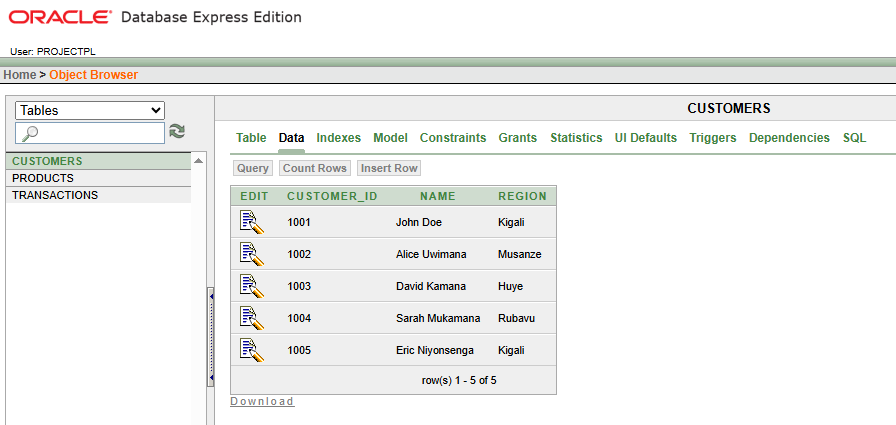 ORACLE® Database Express Edition
User: PROJECTPL
Home > Object Browser
Tables
CUSTOMERS
PRODUCTS
TRANSACTIONS
CUSTOMERS
Table Data Indexes Model Constraints Grants Statistics UI Defaults Triggers Dependencies SQL
Query Count Rows Insert Row
EDIT CUSTOMER_ID NAME REGION
1001 John Doe Kigali
1002 Alice Uwimana Musanze
1003 David Kamana Huye
1004 Sarah Mukamana Rubavu
1005 Eric Niyonsenga Kigali
row(s) 1 - 5 of 5
Download